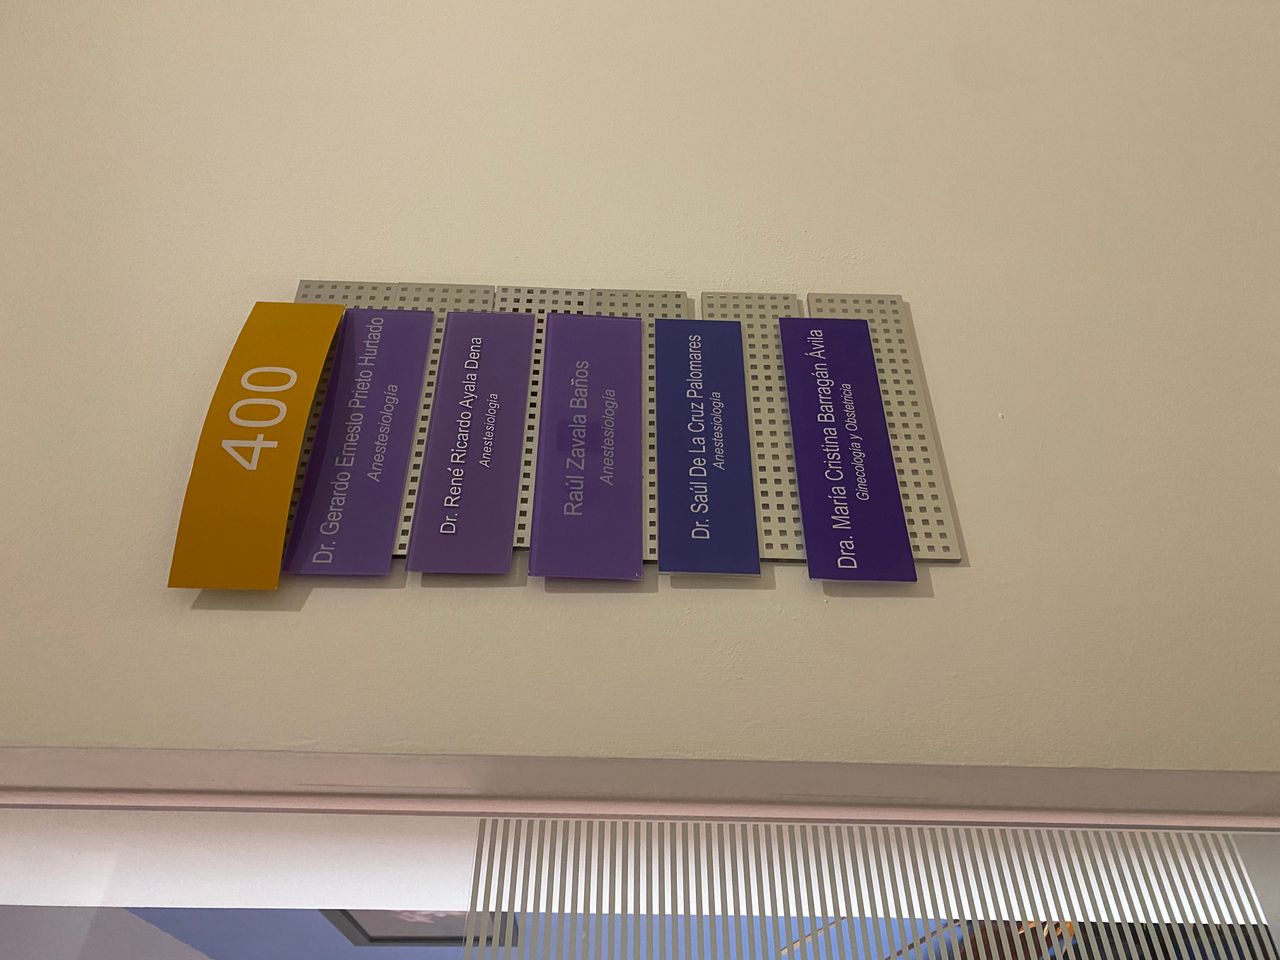 400
Dr. Gerardo Ernesto Prieto Hurtado
Anestesiología
Dr. René Ricardo Ayala Dena
Anestesiología
Raúl Zavala Baños
Anestesiología
Dr. Saúl De La Cruz Palomares
Anestesiología
Dra. María Cristina Barragán Ávila
Ginecología y Obstetricia